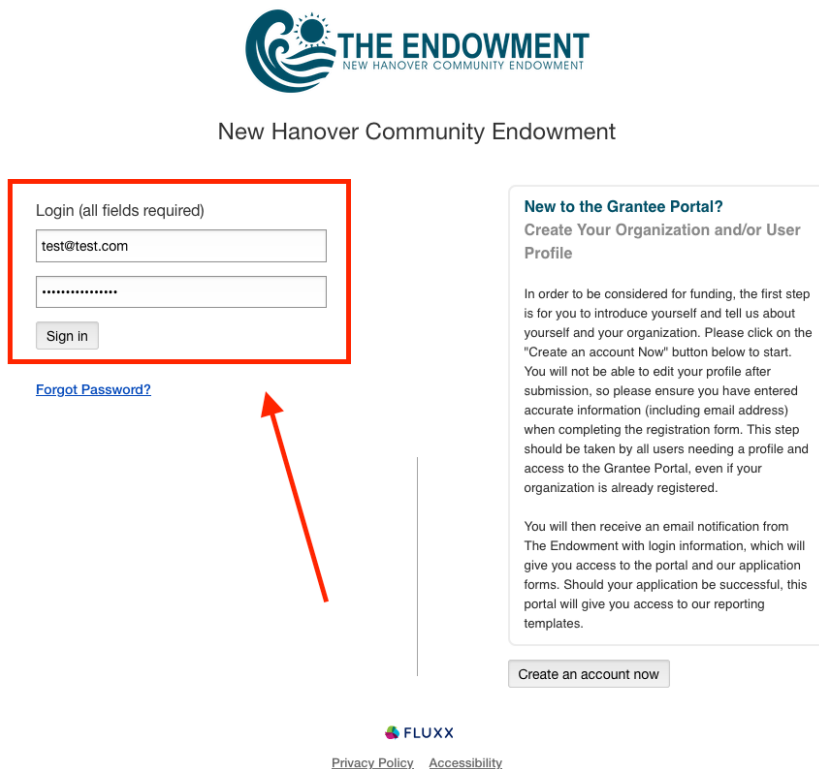 THE ENDOWMENT
NEW HANOVER COMMUNITY ENDOWMENT
New Hanover Community Endowment
Login (all fields required)
test@test.com
••••••••••••••••
Sign in
Forgot Password?
New to the Grantee Portal?
Create Your Organization and/or User
Profile
In order to be considered for funding, the first step
is for you to introduce yourself and tell us about
yourself and your organization. Please click on the
"Create an account Now" button below to start.
You will not be able to edit your profile after
submission, so please ensure you have entered
accurate information (including email address)
when completing the registration form. This step
should be taken by all users needing a profile and
access to the Grantee Portal, even if your
organization is already registered.
You will then receive an email notification from
The Endowment with login information, which will
give you access to the portal and our application
forms. Should your application be successful, this
portal will give you access to our reporting
templates.
Create an account now
FLUXX
Privacy Policy Accessibility